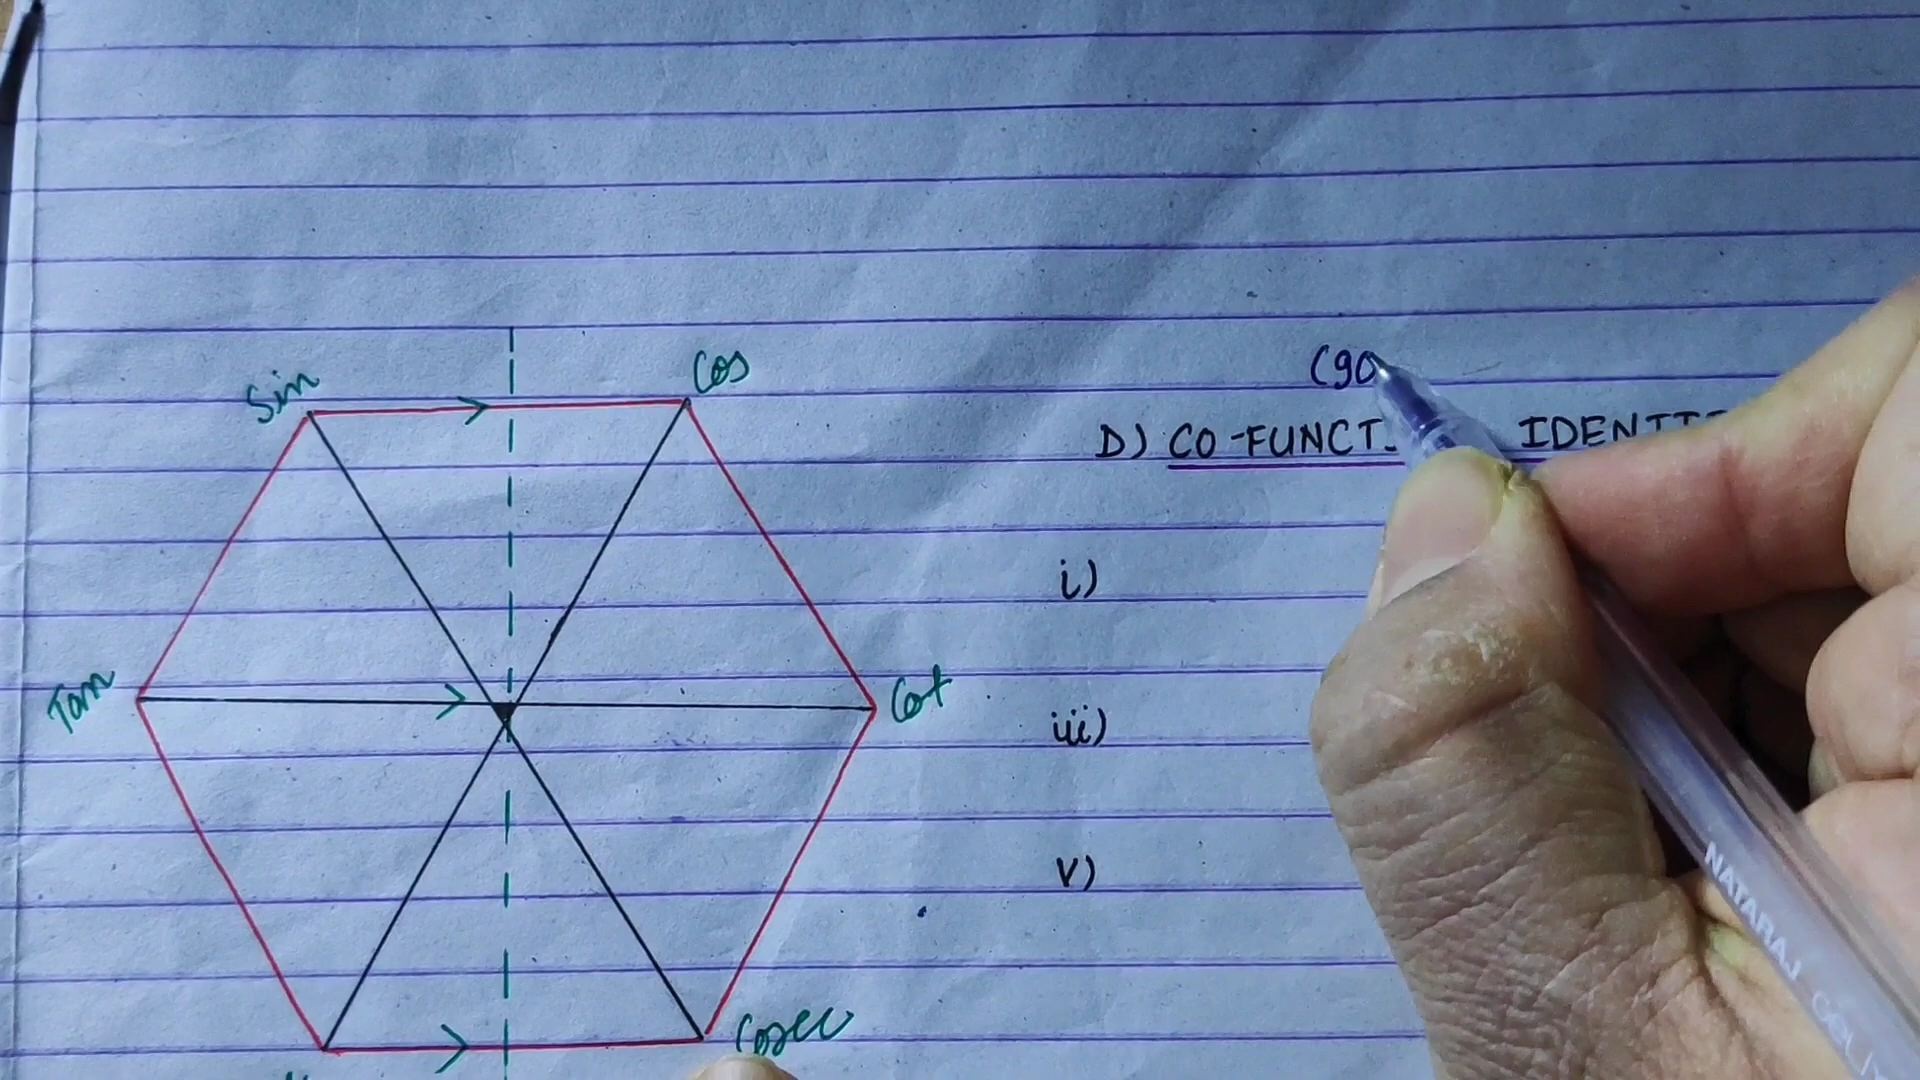 (90
D) CO-FUNCT IDENTI
Sin
Cos
i)
Tan
Cot
iii)
v)
Cosec
NATARAJ